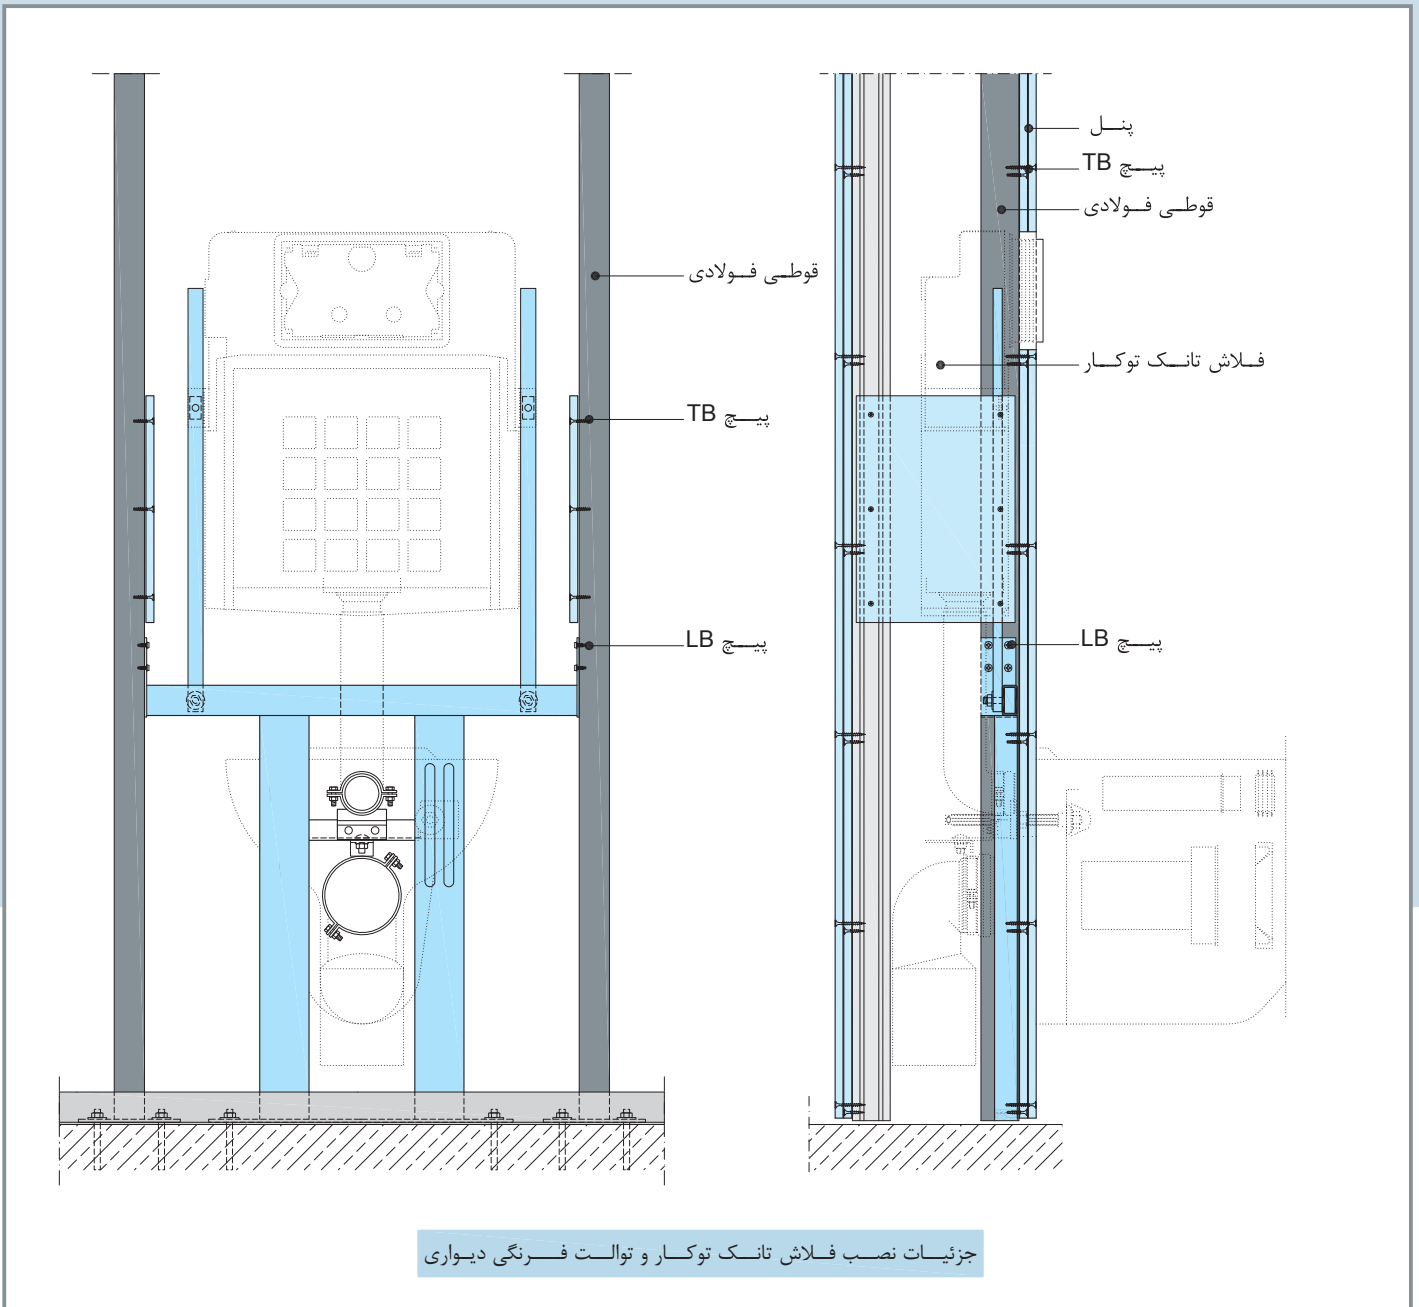 پنل
پیچ TB
قوطی فولادی
قوطی فولادی
فلاش تانک توکار
پیچ TB
پیچ LB
پیچ LB
جزئیات نصب فلاش تانک توکار و توالت فرنگی دیواری